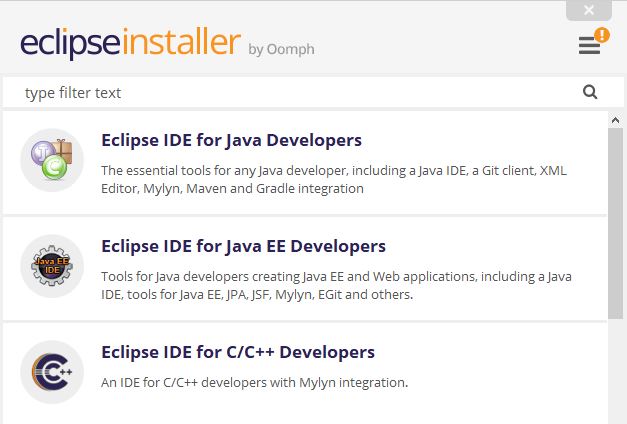 eclipseinstaller by Oomph
type filter text
Eclipse IDE for Java Developers
The essential tools for any Java developer, including a Java IDE, a Git client, XML
Editor, Mylyn, Maven and Gradle integration
Java EE
IDE
Eclipse IDE for Java EE Developers
Tools for Java developers creating Java EE and Web applications, including a Java
IDE, tools for Java EE, JPA, JSF, Mylyn, EGit and others.
C++
Eclipse IDE for C/C++ Developers
An IDE for C/C++ developers with Mylyn integration.